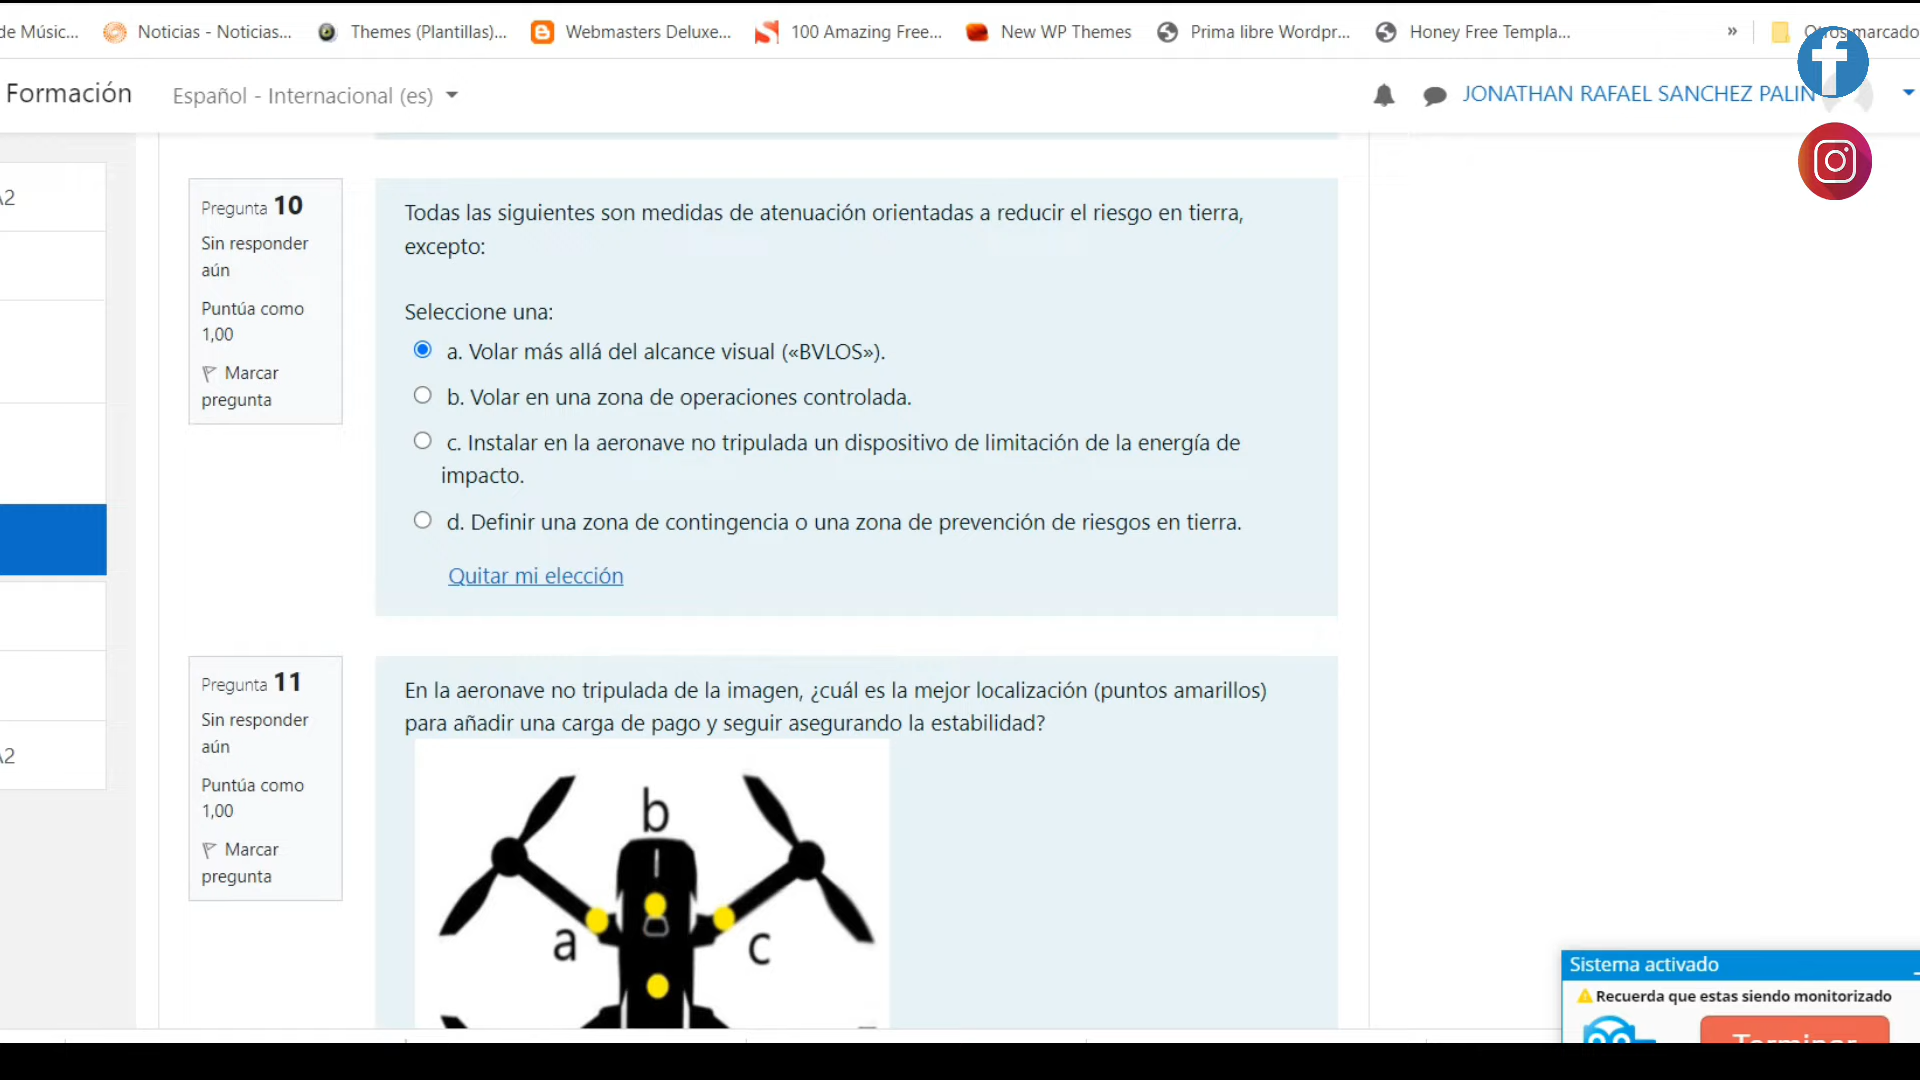 de Músic...
Noticias - Noticias...
Themes (Plantillas)...
Webmasters Deluxe...
100 Amazing Free...
New WP Themes
Prima libre Wordpr...
Honey Free Templa...
»
Formación
Español - Internacional (es)
JONATHAN RAFAEL SANCHEZ PALIN
A2
Pregunta 10
Sin responder
aún
Puntúa como
1,00
Marcar
pregunta
Todas las siguientes son medidas de atenuación orientadas a reducir el riesgo en tierra,
excepto:
Seleccione una:
a. Volar más allá del alcance visual («BVLOS»).
b. Volar en una zona de operaciones controlada.
c. Instalar en la aeronave no tripulada un dispositivo de limitación de la energía de
impacto.
d. Definir una zona de contingencia o una zona de prevención de riesgos en tierra.
Quitar mi elección
Pregunta 11
Sin responder
aún
Puntúa como
1,00
Marcar
pregunta
A2
En la aeronave no tripulada de la imagen, ¿cuál es la mejor localización (puntos amarillos)
para añadir una carga de pago y seguir asegurando la estabilidad?
b
a
c
Sistema activado
Recuerda que estas siendo monitorizado
Terminar